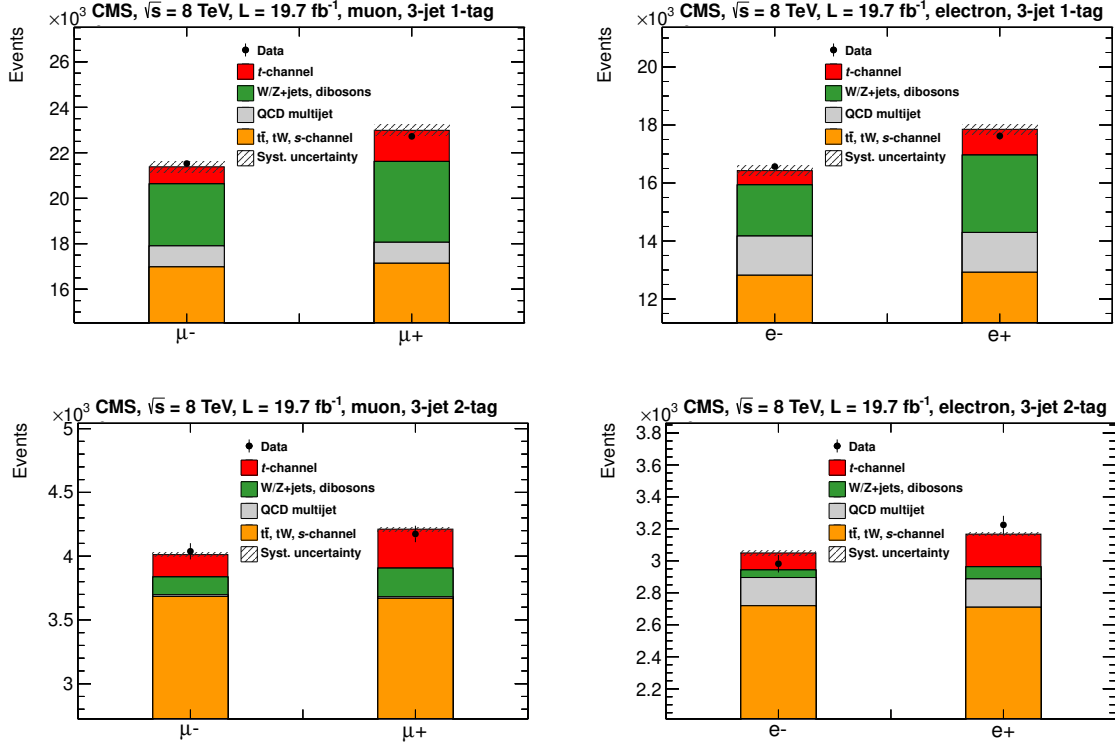 CMS, √s = 8 TeV, L = 19.7 fb⁻¹, muon, 3-jet 1-tag
×10³
Events
26
24
22
20
18
16
Data
t-channel
W/Z+jets, dibosons
QCD multijet
tt̄, tW, s-channel
Syst. uncertainty
μ- μ+
CMS, √s = 8 TeV, L = 19.7 fb⁻¹, electron, 3-jet 1-tag
×10³
Events
20
18
16
14
12
Data
t-channel
W/Z+jets, dibosons
QCD multijet
tt̄, tW, s-channel
Syst. uncertainty
e- e+
CMS, √s = 8 TeV, L = 19.7 fb⁻¹, muon, 3-jet 2-tag
×10³
Events
5
4.5
4
3.5
3
Data
t-channel
W/Z+jets, dibosons
QCD multijet
tt̄, tW, s-channel
Syst. uncertainty
μ- μ+
CMS, √s = 8 TeV, L = 19.7 fb⁻¹, electron, 3-jet 2-tag
×10³
Events
3.8
3.6
3.4
3.2
3
2.8
2.6
2.4
2.2
Data
t-channel
W/Z+jets, dibosons
QCD multijet
tt̄, tW, s-channel
Syst. uncertainty
e- e+